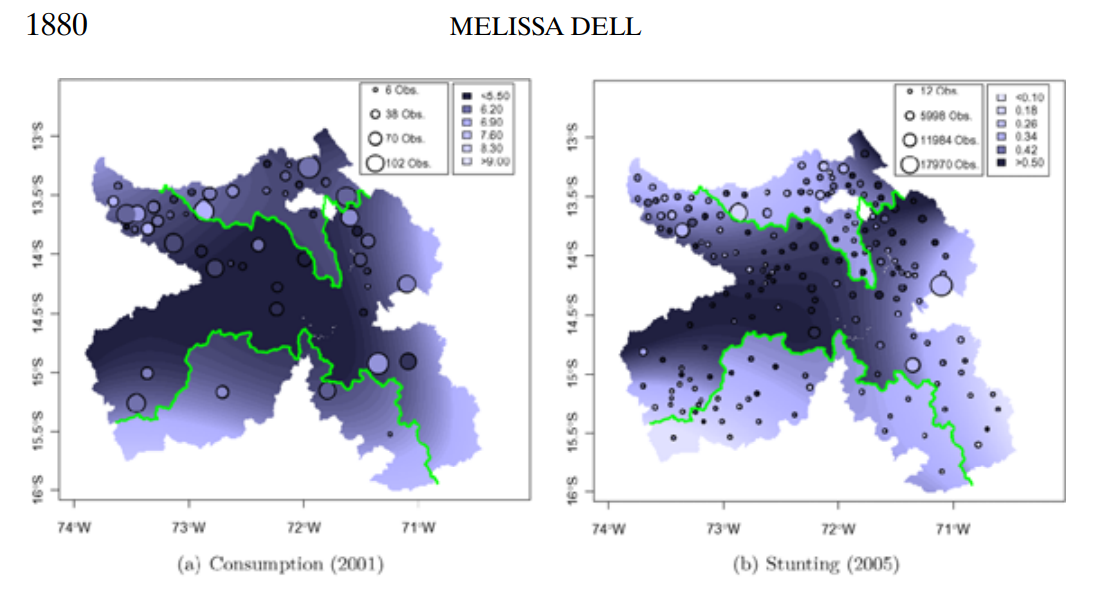 1880 MELISSA DELL
6 Obs.
38 Obs.
70 Obs.
102 Obs.
<5.50
6.20
6.90
7.60
8.30
>9.00
13°S
13.5°S
14°S
14.5°S
15°S
15.5°S
16°S
74°W 73°W 72°W 71°W
(a) Consumption (2001)
12 Obs.
5998 Obs.
11984 Obs.
17970 Obs.
<0.10
0.18
0.26
0.34
0.42
>0.50
13°S
13.5°S
14°S
14.5°S
15°S
15.5°S
16°S
74°W 73°W 72°W 71°W
(b) Stunting (2005)